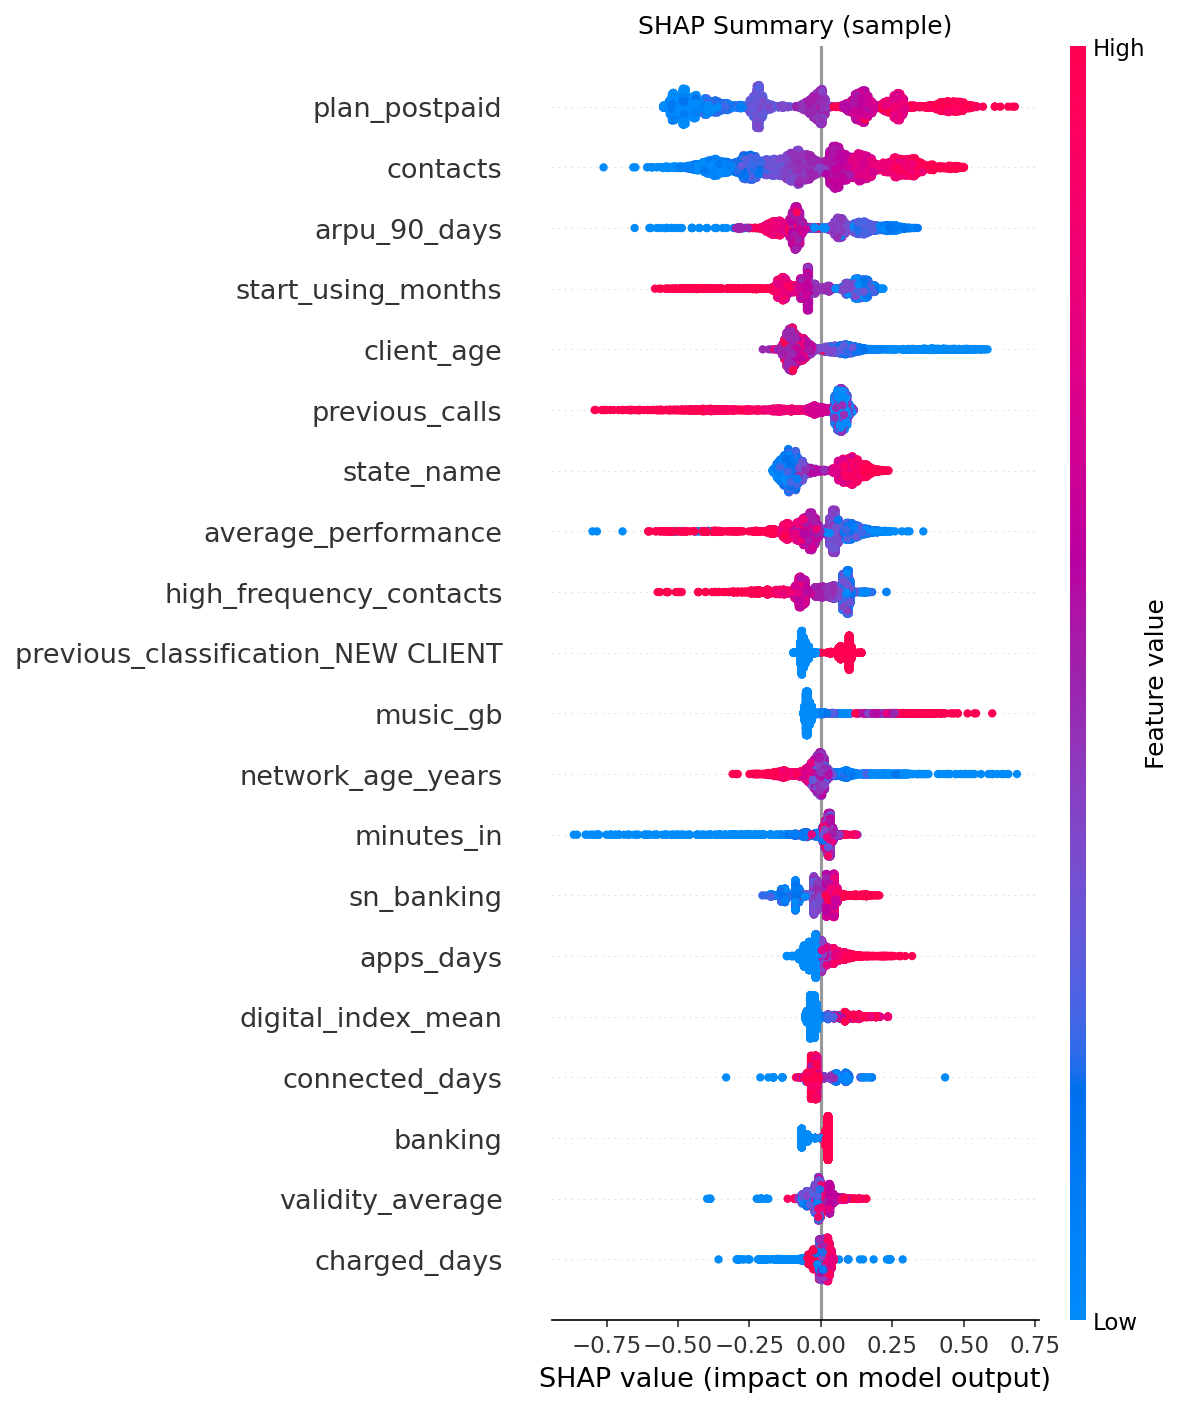 SHAP Summary (sample)
High
plan_postpaid
contacts
arpu_90_days
start_using_months
client_age
previous_calls
state_name
average_performance
high_frequency_contacts
previous_classification_NEW CLIENT
music_gb
network_age_years
minutes_in
sn_banking
apps_days
digital_index_mean
connected_days
banking
validity_average
charged_days
Feature value
Low
−0.75 −0.50 −0.25 0.00 0.25 0.50 0.75
SHAP value (impact on model output)